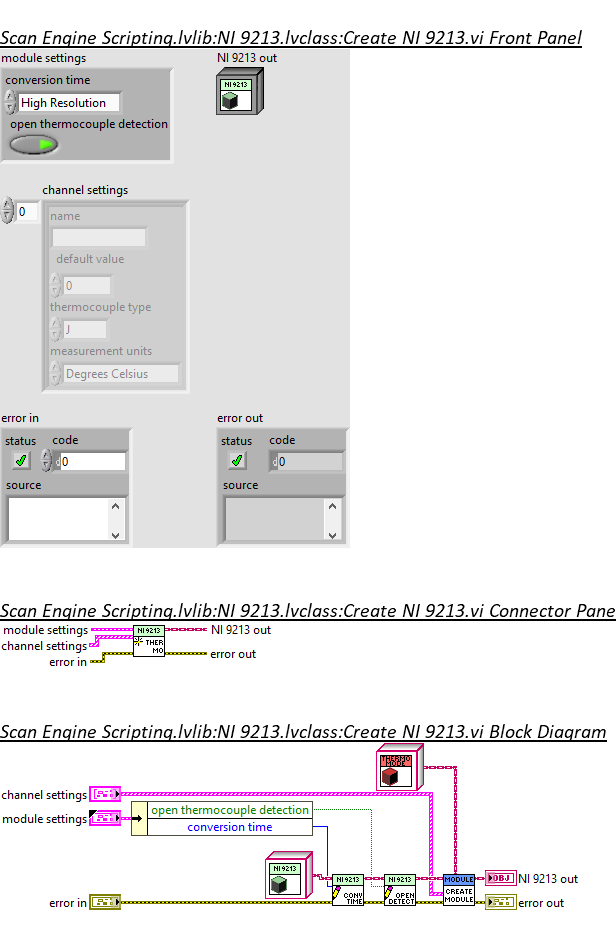 Scan Engine Scripting.lvlib:NI 9213.lvclass:Create NI 9213.vi Front Panel
module settings
NI 9213 out
conversion time
NI 9213
High Resolution
open thermocouple detection
channel settings
0
name
default value
0
thermocouple type
J
measurement units
Degrees Celsius
error in
error out
status code
status code
d0
d0
source
source
Scan Engine Scripting.lvlib:NI 9213.lvclass:Create NI 9213.vi Connector Pane
module settings
NI 9213
NI 9213 out
channel settings
THER
MO
error in
error out
Scan Engine Scripting.lvlib:NI 9213.lvclass:Create NI 9213.vi Block Diagram
THERMO
MODE
channel settings
module settings
open thermocouple detection
conversion time
NI 9213
NI 9213
CONV
TIME
NI 9213
OPEN
DETECT
MODULE
CREATE
MODULE
OBJ
NI 9213 out
error in
error out